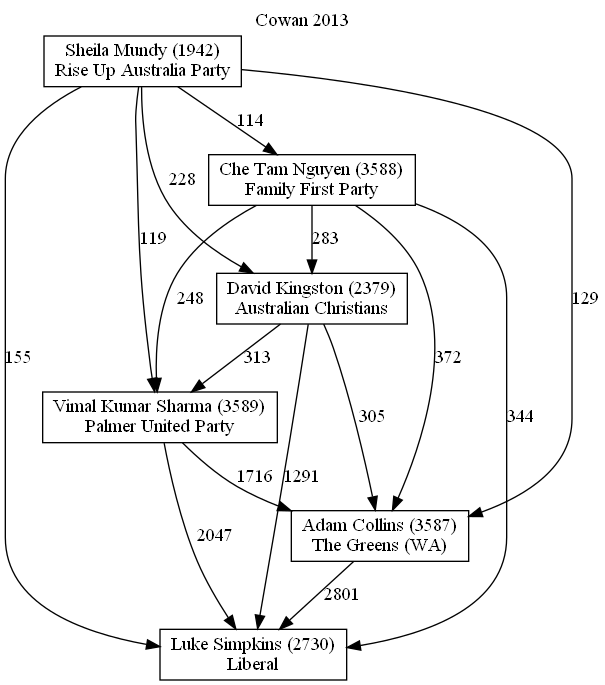 Cowan 2013
Sheila Mundy (1942)
Rise Up Australia Party
114
Che Tam Nguyen (3588)
Family First Party
228
119
283
248
129
David Kingston (2379)
Australian Christians
155
313
372
Vimal Kumar Sharma (3589)
Palmer United Party
305
344
1716
1291
Adam Collins (3587)
The Greens (WA)
2047
2801
Luke Simpkins (2730)
Liberal